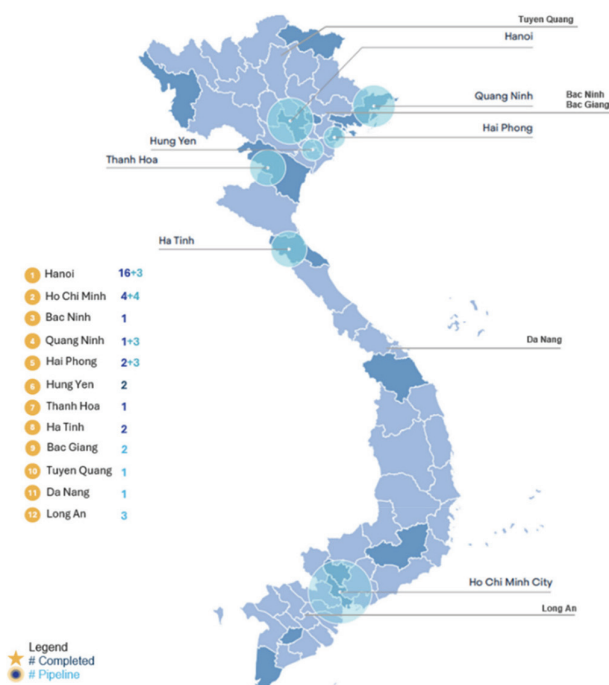 Tuyen Quang
Hanoi
Quang Ninh
Bac Ninh
Bac Giang
Hung Yen
Hai Phong
Thanh Hoa
Ha Tinh
1 Hanoi 16+3
2 Ho Chi Minh 4+4
3 Bac Ninh 1
4 Quang Ninh 1+3
5 Hai Phong 2+3
6 Hung Yen 2
7 Thanh Hoa 1
8 Ha Tinh 2
9 Bac Giang 2
10 Tuyen Quang 1
11 Da Nang 1
12 Long An 3
Da Nang
Ho Chi Minh City
Long An
Legend
# Completed
# Pipeline